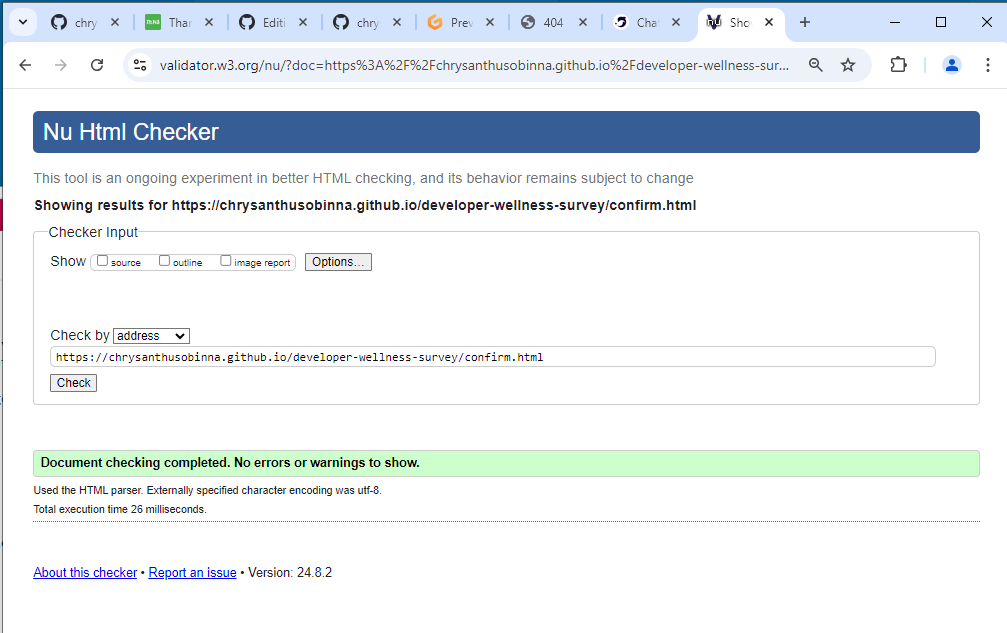 chry
Thar
Editi
chry
Prev
404
Cha
Sho
validator.w3.org/nu/?doc=https%3A%2F%2Fchrysanthusobinna.github.io%2Fdeveloper-wellness-sur...
Nu Html Checker
This tool is an ongoing experiment in better HTML checking, and its behavior remains subject to change
Showing results for https://chrysanthusobinna.github.io/developer-wellness-survey/confirm.html
Checker Input
Show source outline image report Options...
Check by address
https://chrysanthusobinna.github.io/developer-wellness-survey/confirm.html
Check
Document checking completed. No errors or warnings to show.
Used the HTML parser. Externally specified character encoding was utf-8.
Total execution time 26 milliseconds.
About this checker • Report an issue • Version: 24.8.2